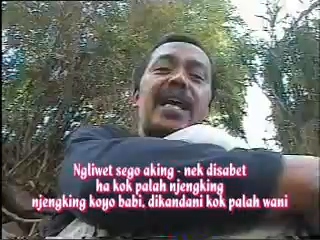 Ngliwet sego aking - nek disabet
ha kok palah njengking
njengking koyo babi, dikandani kok palah wani